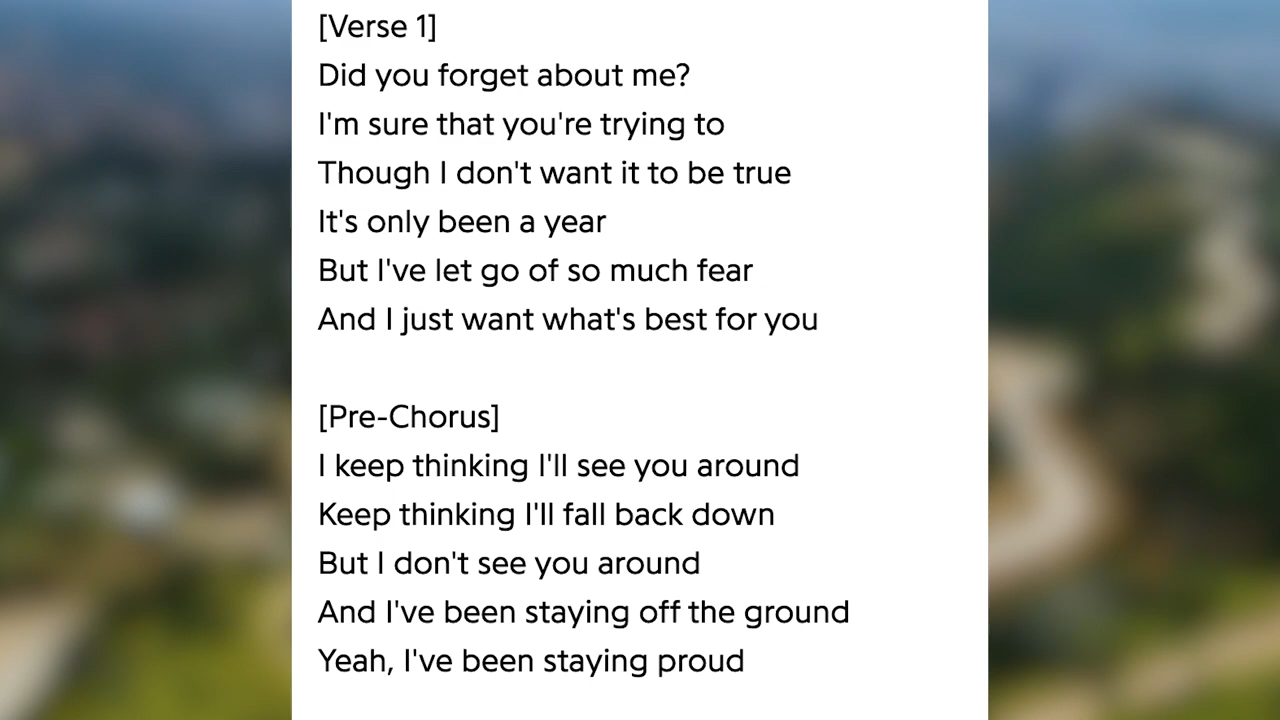 [Verse 1]
Did you forget about me?
I'm sure that you're trying to
Though I don't want it to be true
It's only been a year
But I've let go of so much fear
And I just want what's best for you
[Pre-Chorus]
I keep thinking I'll see you around
Keep thinking I'll fall back down
But I don't see you around
And I've been staying off the ground
Yeah, I've been staying proud